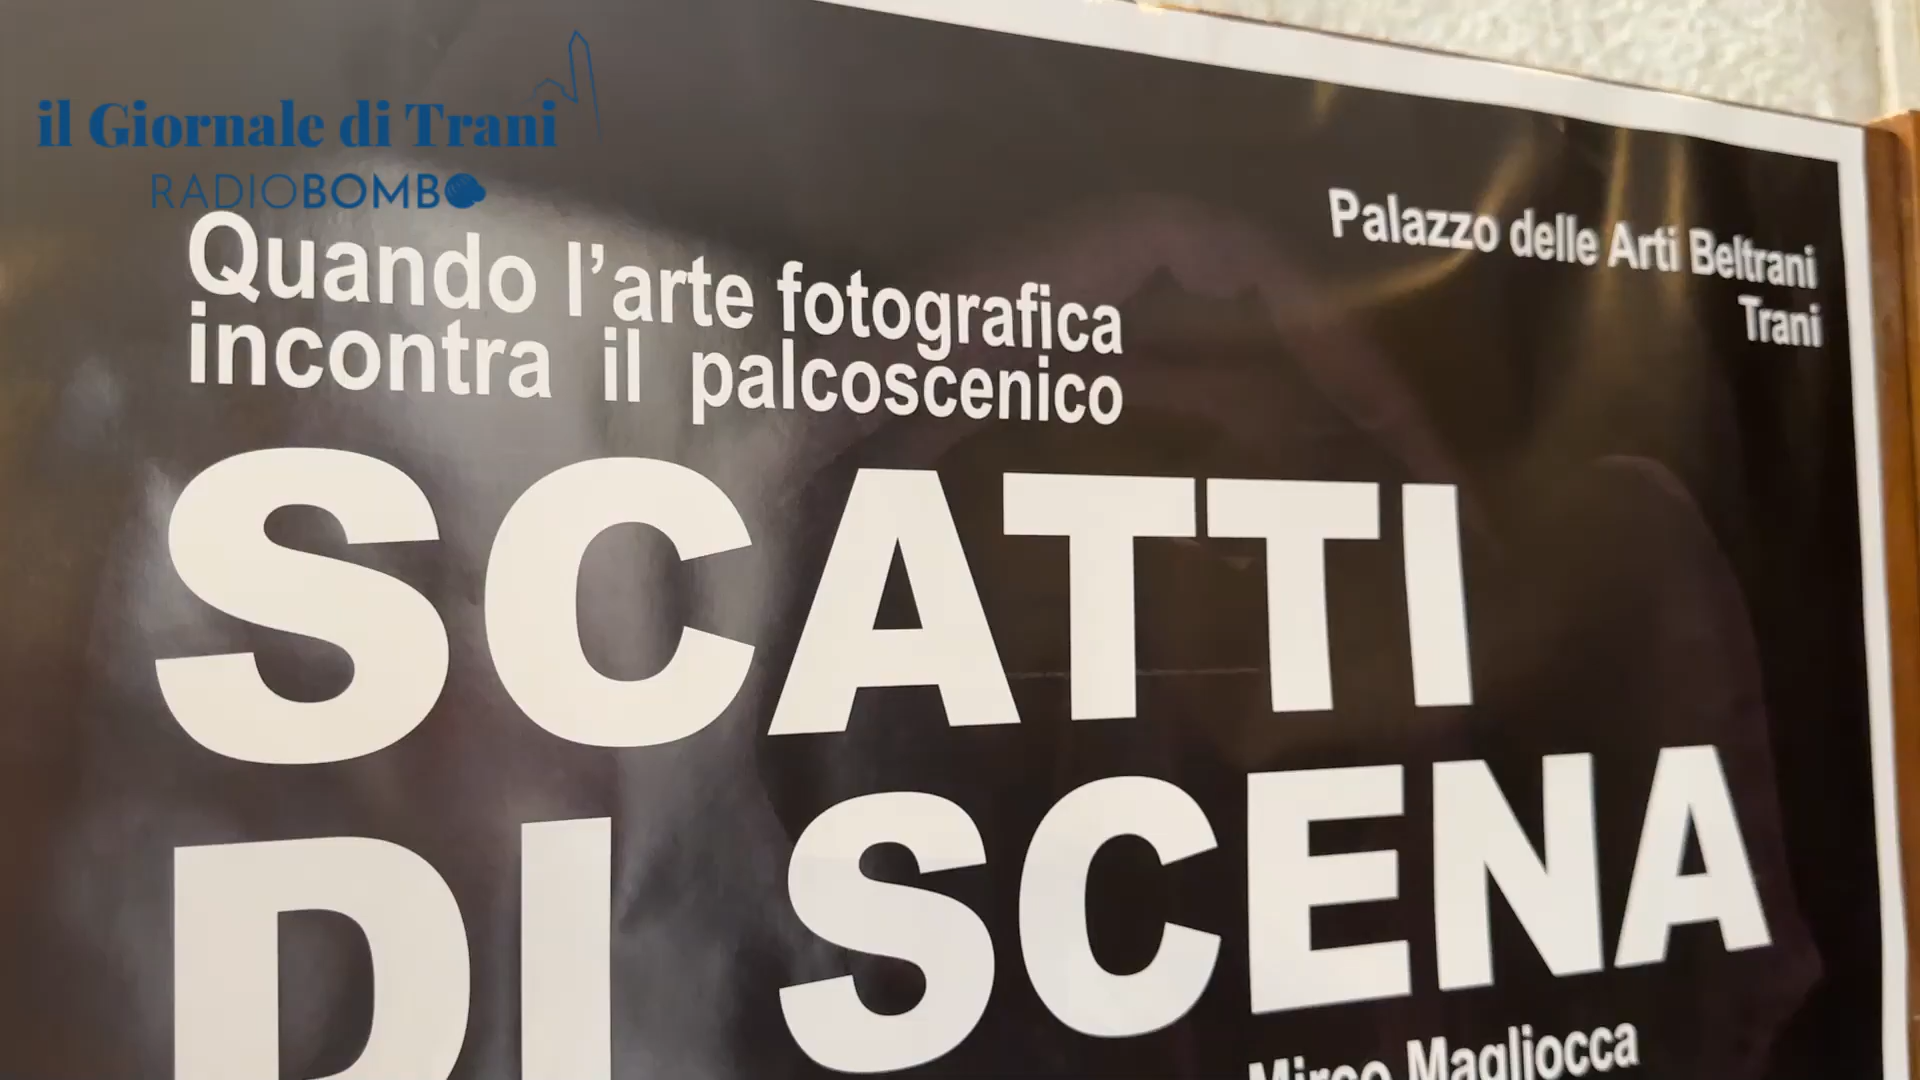 il Giornale di Trani
RADIOBOMBO
Quando l'arte fotografica
incontra il palcoscenico
Palazzo delle Arti Beltrani
Trani
SCATTI
DI SCENA
Mirco Magliocca